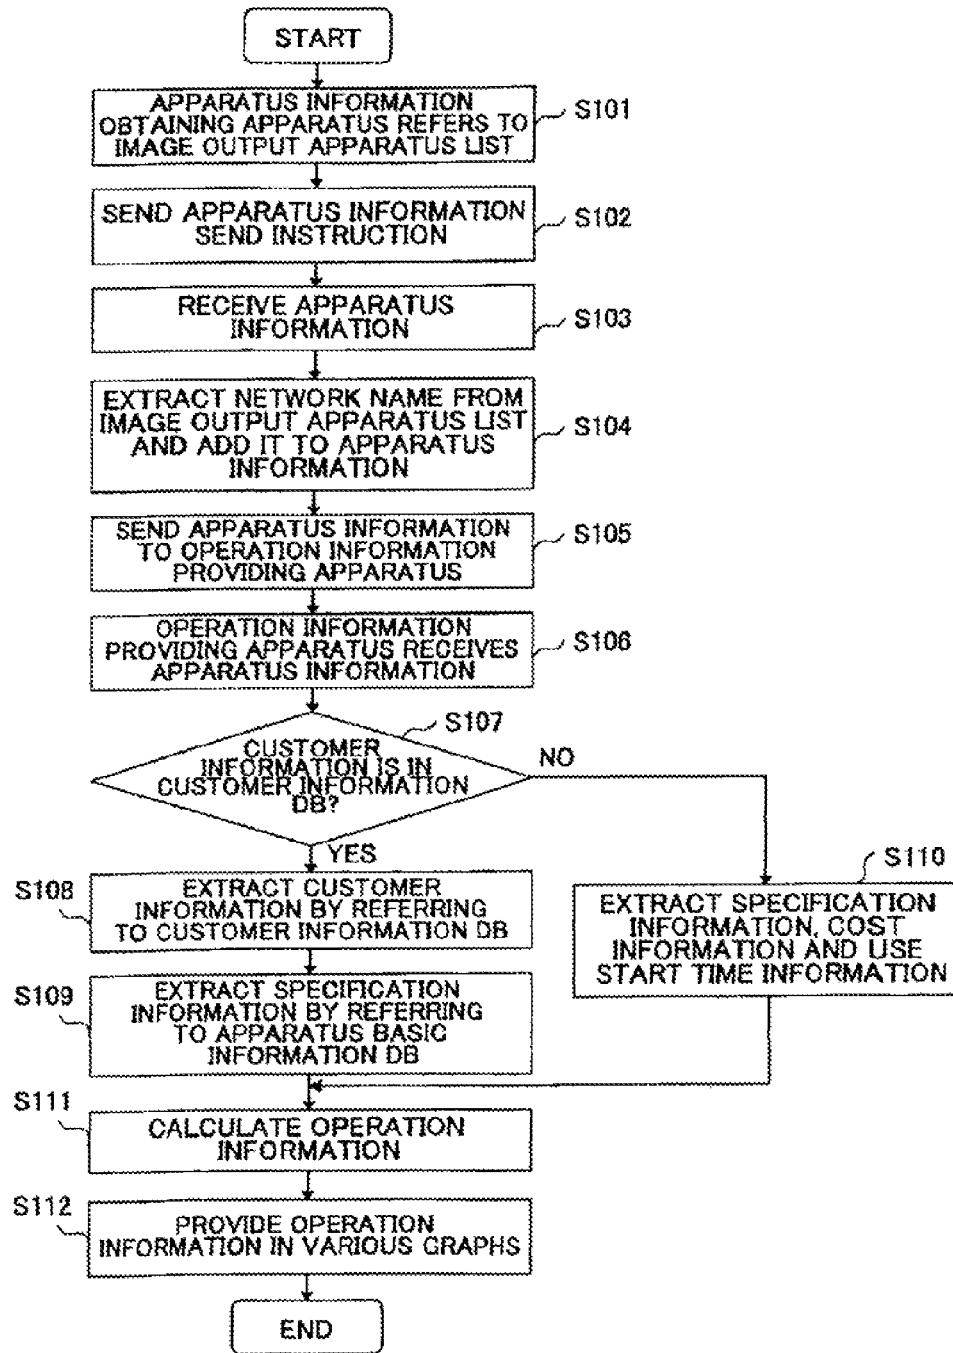 START
APPARATUS INFORMATION
OBTAINING APPARATUS REFERS TO
IMAGE OUTPUT APPARATUS LIST
S101
SEND APPARATUS INFORMATION
SEND INSTRUCTION
S102
RECEIVE APPARATUS
INFORMATION
S103
EXTRACT NETWORK NAME FROM
IMAGE OUTPUT APPARATUS LIST
AND ADD IT TO APPARATUS
INFORMATION
S104
SEND APPARATUS INFORMATION
TO OPERATION INFORMATION
PROVIDING APPARATUS
S105
OPERATION INFORMATION
PROVIDING APPARATUS RECEIVES
APPARATUS INFORMATION
S106
S107
CUSTOMER
INFORMATION IS IN
CUSTOMER INFORMATION
DB?
NO
YES
S108
EXTRACT CUSTOMER
INFORMATION BY REFERRING
TO CUSTOMER INFORMATION DB
S110
EXTRACT SPECIFICATION
INFORMATION, COST
INFORMATION AND USE
START TIME INFORMATION
S109
EXTRACT SPECIFICATION
INFORMATION BY REFERRING
TO APPARATUS BASIC
INFORMATION DB
S111
CALCULATE OPERATION
INFORMATION
S112
PROVIDE OPERATION
INFORMATION IN VARIOUS GRAPHS
END